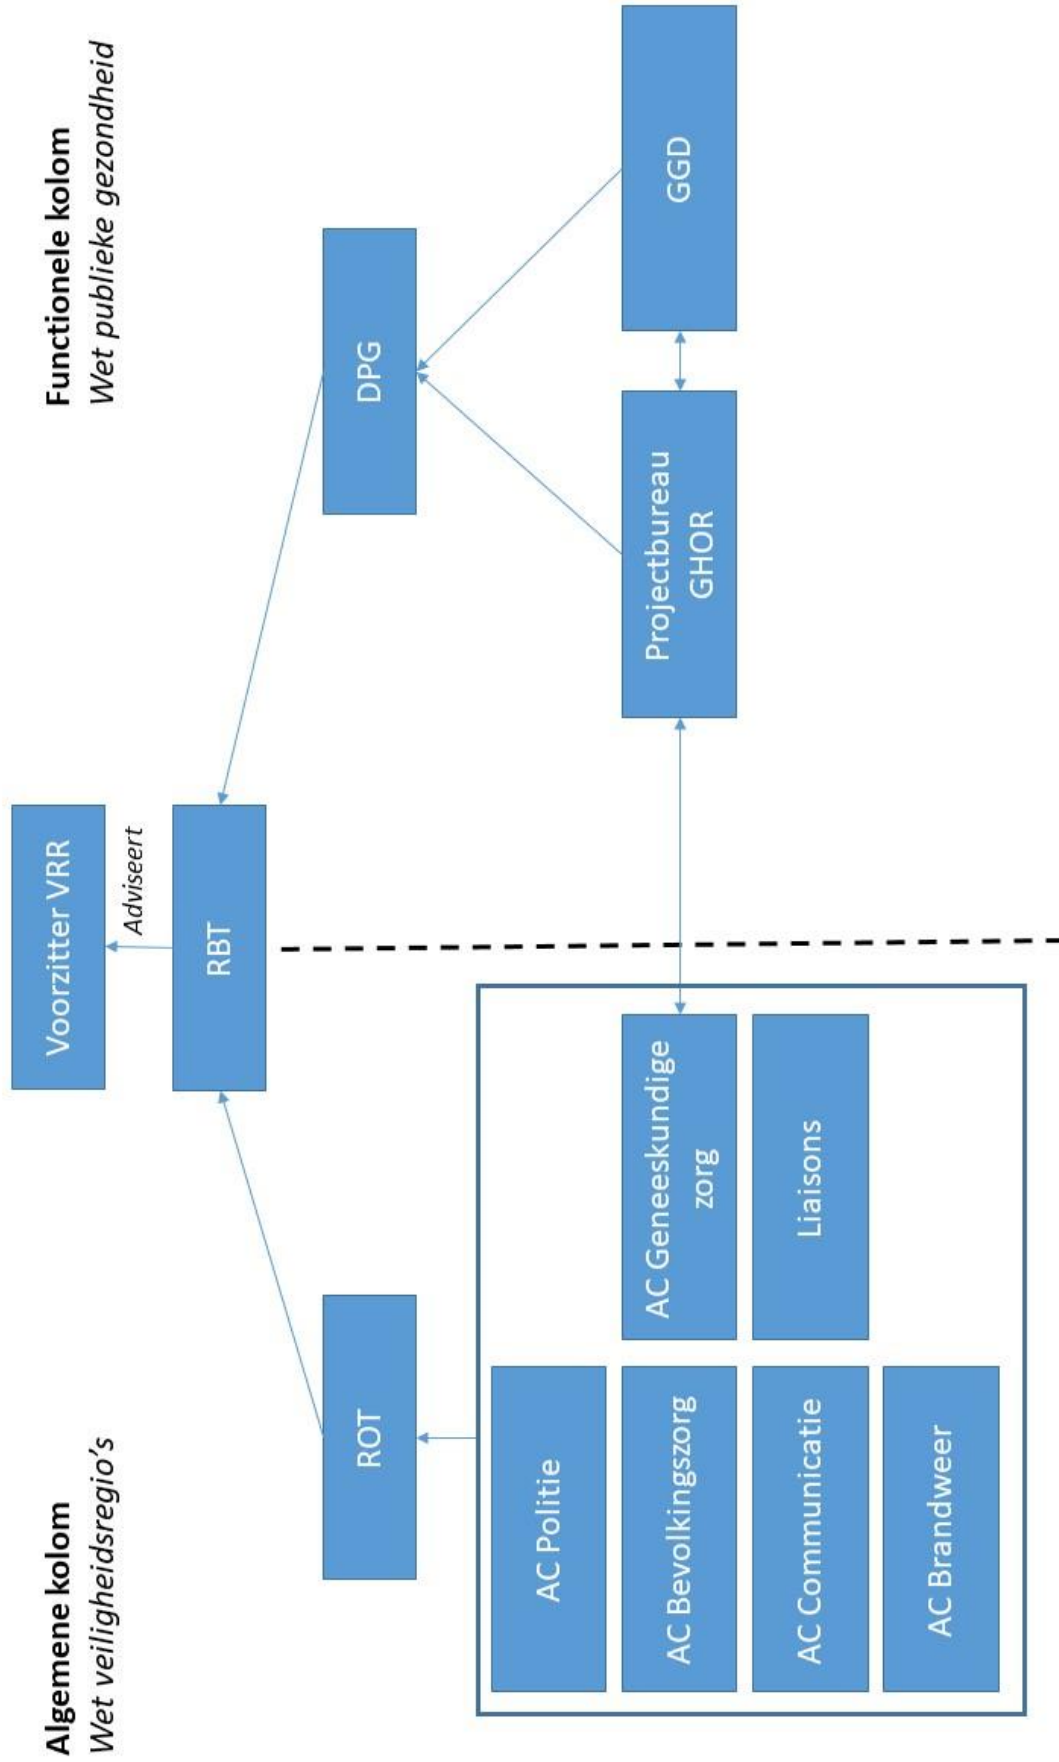 Algemene kolom
Wet veiligheidsregio's
Functionele kolom
Wet publieke gezondheid
Voorzitter VRR
Adviseert
RBT
ROT
DPG
AC Politie
AC Bevolkingszorg
AC Geneeskundige
zorg
AC Communicatie
Liaisons
AC Brandweer
Projectbureau
GHOR
GGD